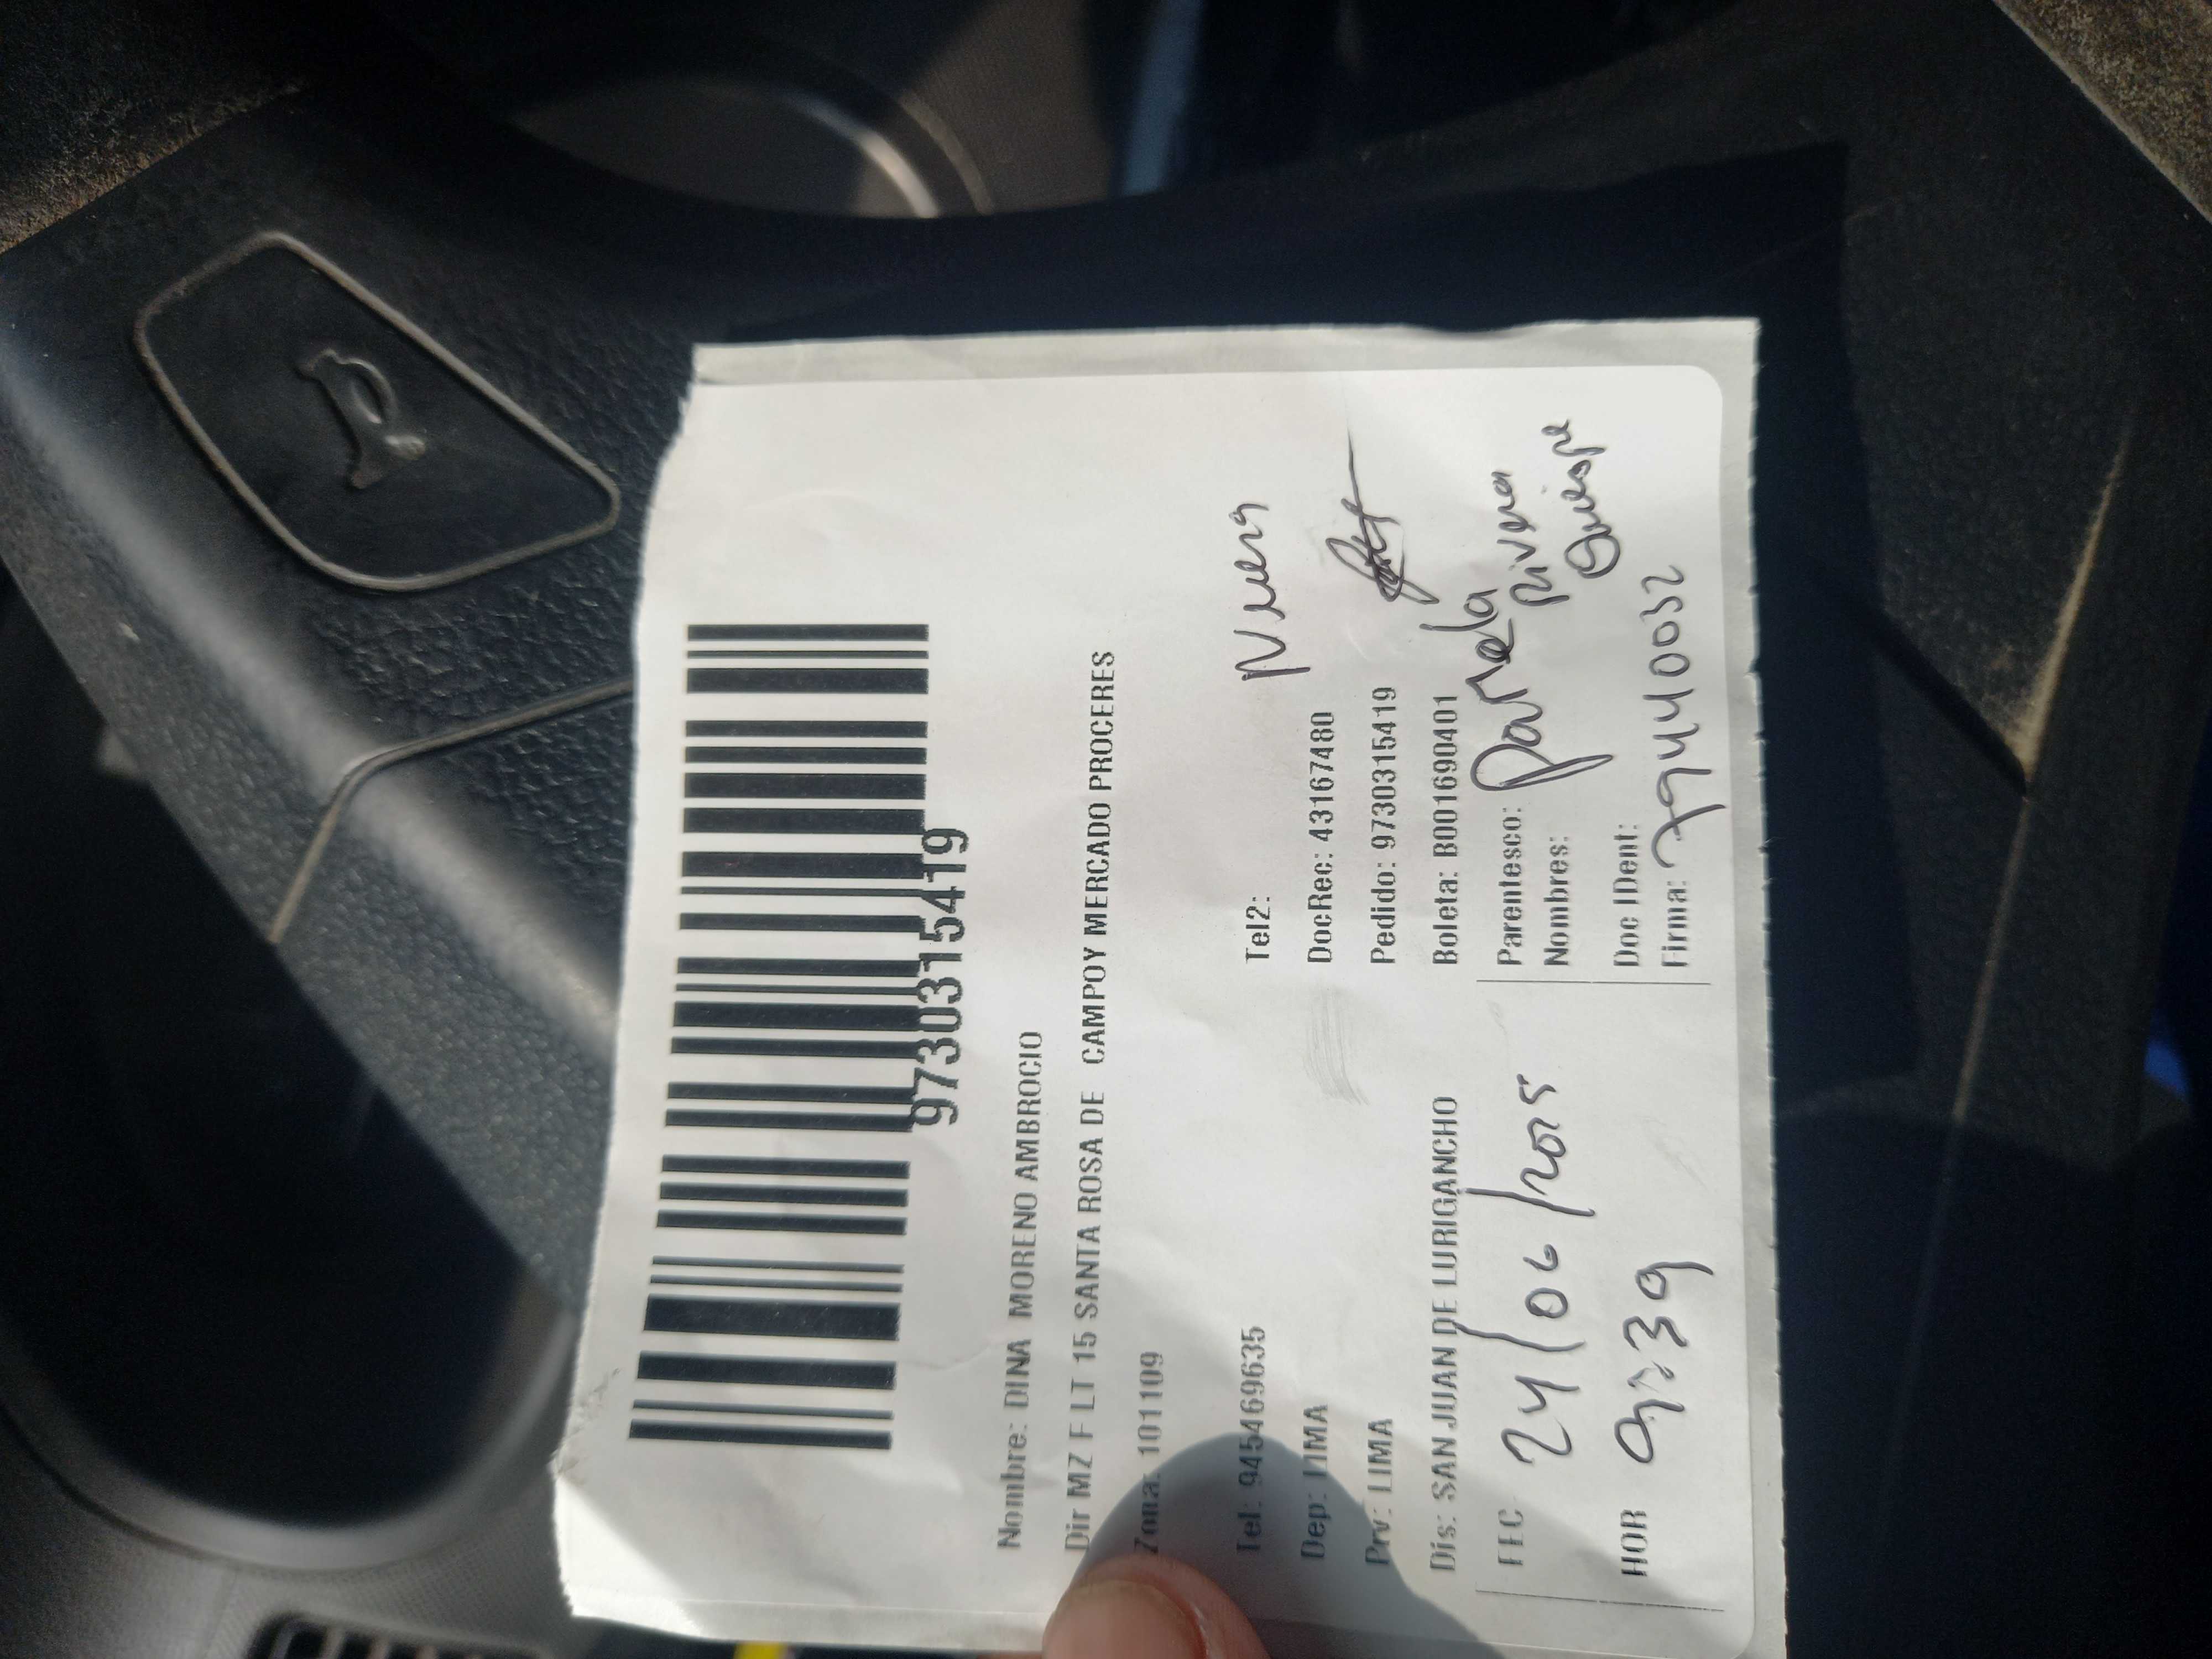 9730315419
Nombre: DINA MORENO AMBROCIO
Dir MZ F LT 15 SANTA ROSA DE CAMPOY MERCADO PROCERES
Zona: 101109
Tel: 945469635 Tel2:
Nuera
Dep: LIMA DocRec: 43167480
Prv: LIMA Pedido: 9730315419
Dis: SAN JUAN DE LURIGANCHO Boleta: B001690401
FEC 24/06/2025
HOR 9:39
Parentesco: Pamela
Nombres: Rivera
Quispe
Doc IDent:
Firma: 79440032